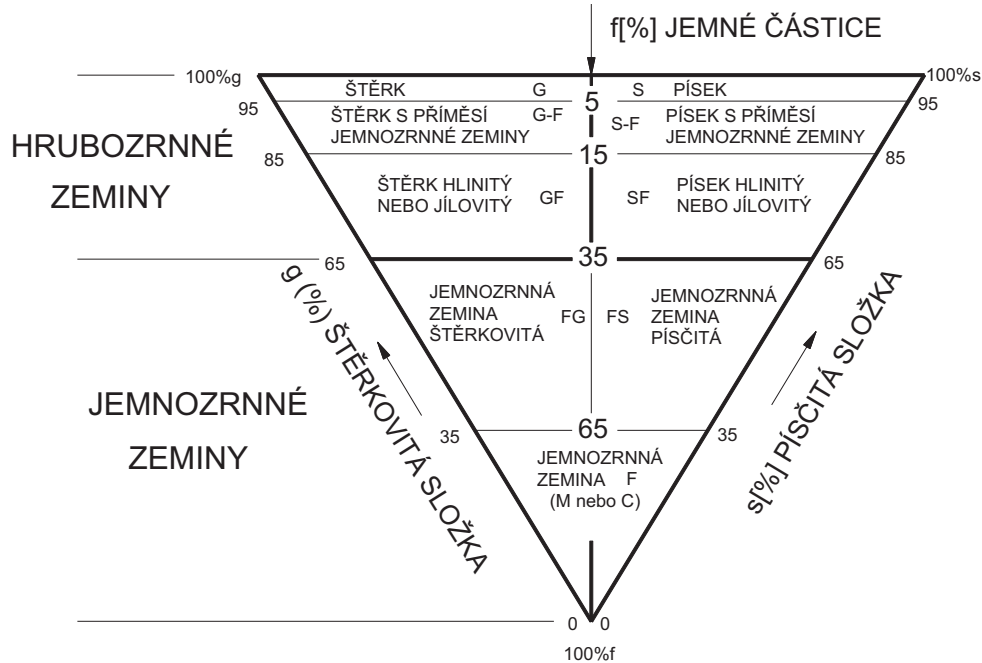 f[%] JEMNÉ ČÁSTICE
100%g
100%s
ŠTĚRK G
5
S PÍSEK
95
95
ŠTĚRK S PŘÍMĚSÍ G-F
JEMNOZRNNÉ ZEMINY
S-F PÍSEK S PŘÍMĚSÍ
JEMNOZRNNÉ ZEMINY
HRUBOZRNNÉ
ZEMINY
85
15
85
ŠTĚRK HLINITÝ
NEBO JÍLOVITÝ GF
SF PÍSEK HLINITÝ
NEBO JÍLOVITÝ
65
35
65
g (%) ŠTĚRKOVITÁ SLOŽKA
JEMNOZRNNÁ
ZEMINA FG
ŠTĚRKOVITÁ
JEMNOZRNNÁ
FS ZEMINA
PÍSČITÁ
s[%] PÍSČITÁ SLOŽKA
JEMNOZRNNÉ
ZEMINY
35
65
35
JEMNOZRNNÁ
ZEMINA F
(M nebo C)
0 0
100%f